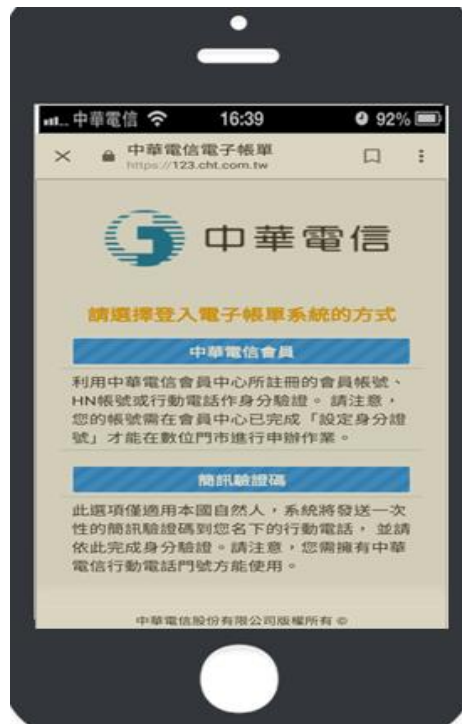 中華電信 16:39 92%
中華電信電子帳單
https://123.cht.com.tw
中華電信
請選擇登入電子帳單系統的方式
中華電信會員
利用中華電信會員中心所註冊的會員帳號、
HN帳號或行動電話作身分驗證。請注意，
您的帳號需在會員中心已完成「設定身分證
號」才能在數位門市進行申辦作業。
簡訊驗證碼
此選項僅適用本國自然人，系統將發送一次
性的簡訊驗證碼到您名下的行動電話， 並請
依此完成身分驗證。請注意，您需擁有中華
電信行動電話門號方能使用。
中華電信股份有限公司版權所有 ©